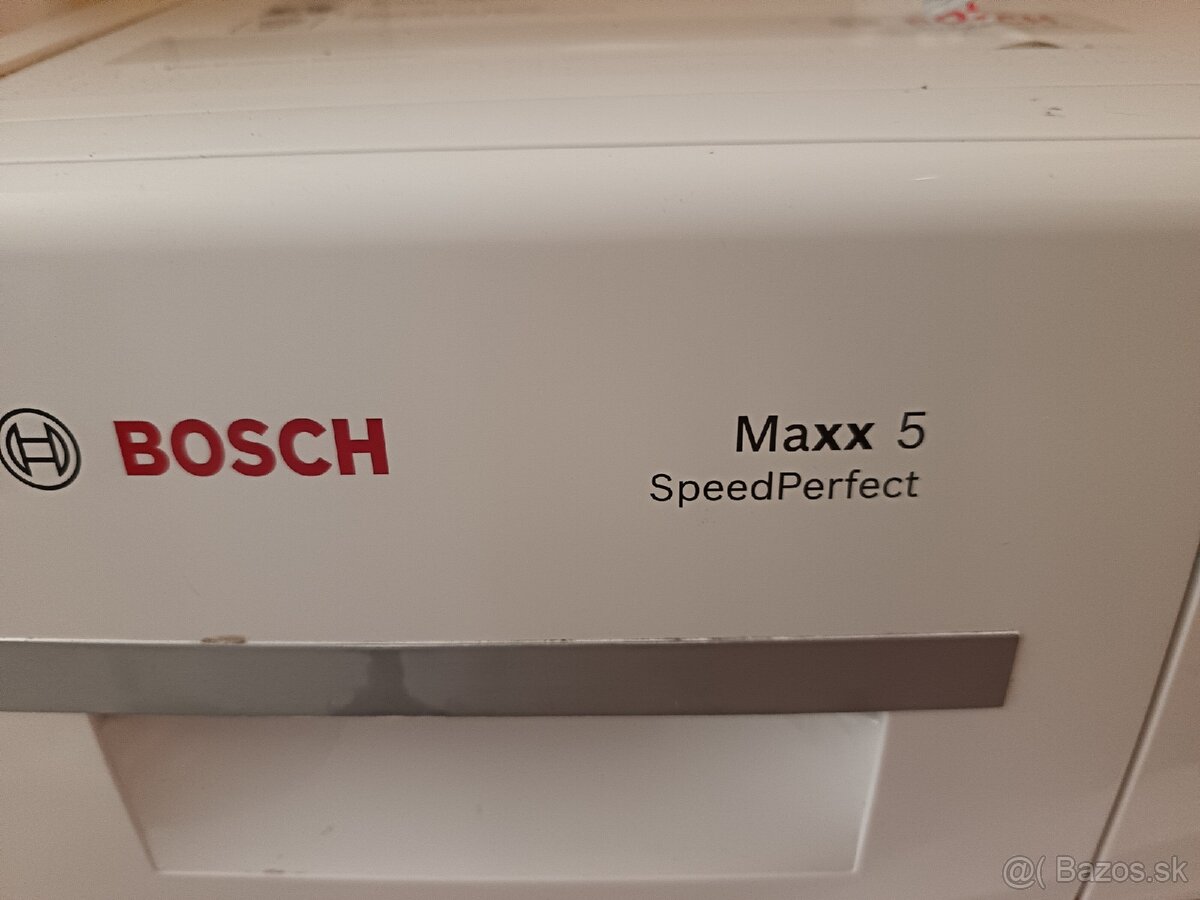 BOSCH
Maxx 5
SpeedPerfect
@( Bazos.sk